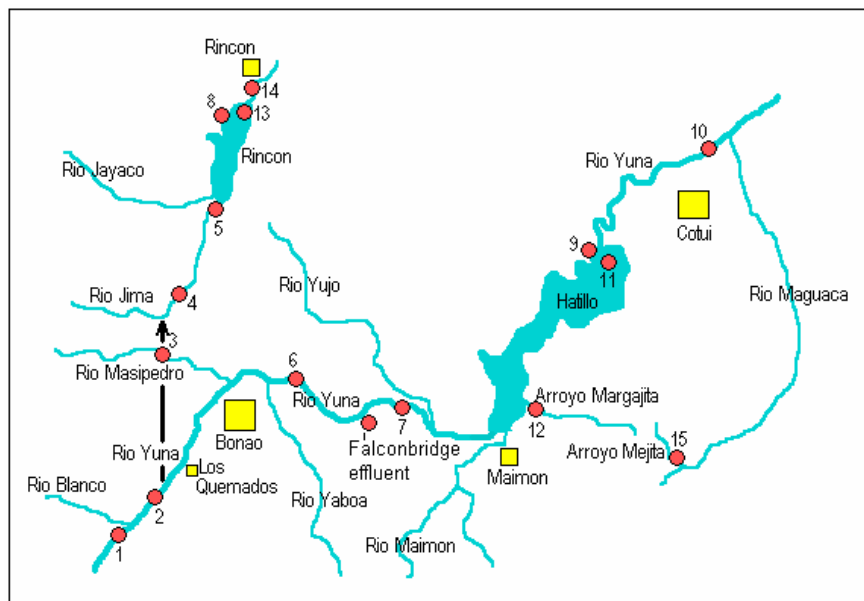 Rincon
14
8
13
Rincon
10
Rio Jayaco
Rio Yuna
5
Cotui
9
11
Rio Yujo
Hatillo
Rio Jima
4
Rio Maguaca
3
Rio Masipedro
6
Rio Yuna
Arroyo Margajita
7
12
Bonao
Falconbridge
effluent
Arroyo Mejita
15
Rio Yuna
Maimon
Los
Quemados
Rio Blanco
2
Rio Yaboa
Rio Maimon
1